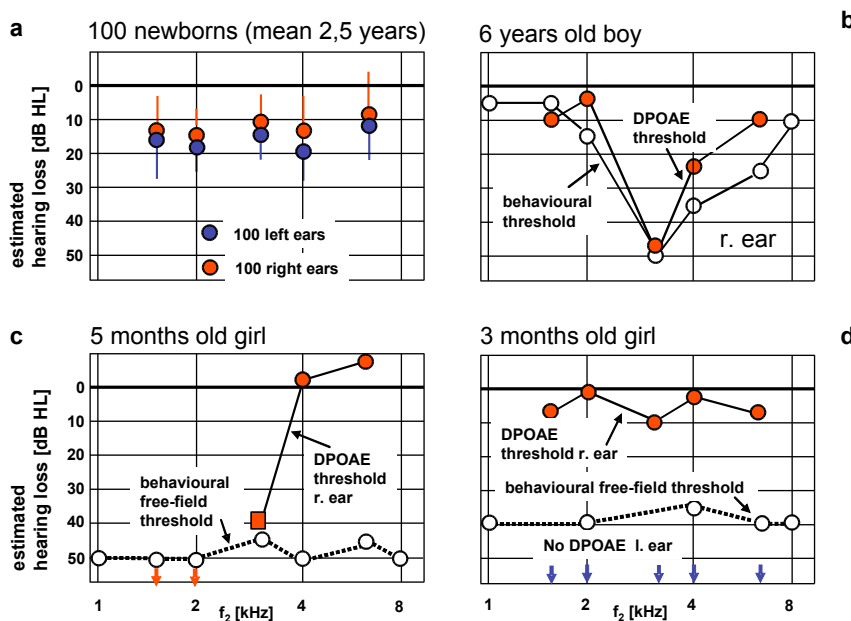 a
100 newborns (mean 2,5 years)
estimated
hearing loss [dB HL]
0
10
20
30
40
50
100 left ears
100 right ears
6 years old boy
b
DPOAE
threshold
behavioural
threshold
r. ear
c
5 months old girl
estimated
hearing loss [dB HL]
0
10
20
30
40
50
behavioural
free-field
threshold
DPOAE
threshold
r. ear
1
2
f2 [kHz]
4
8
3 months old girl
d
DPOAE
threshold r. ear
behavioural free-field threshold
No DPOAE l. ear
1
2
f2 [kHz]
4
8